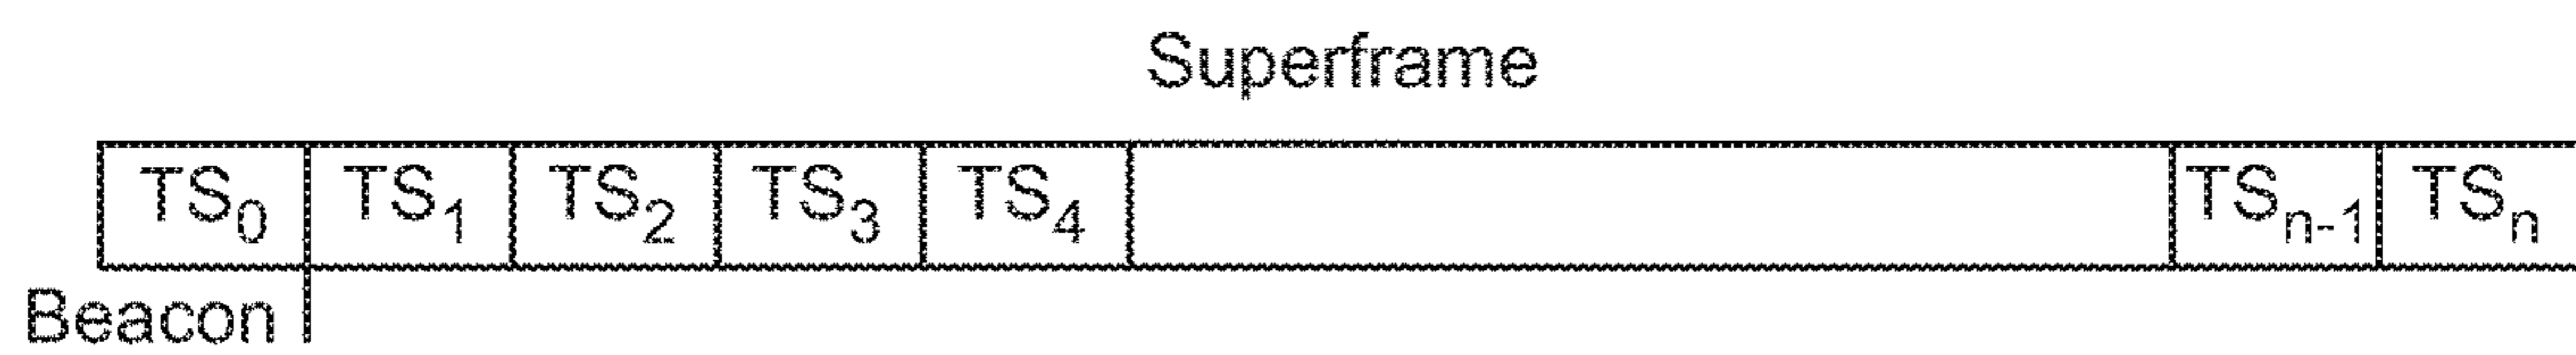 Superframe
TS₀ TS₁ TS₂ TS₃ TS₄ TSₙ₋₁ TSₙ
Beacon